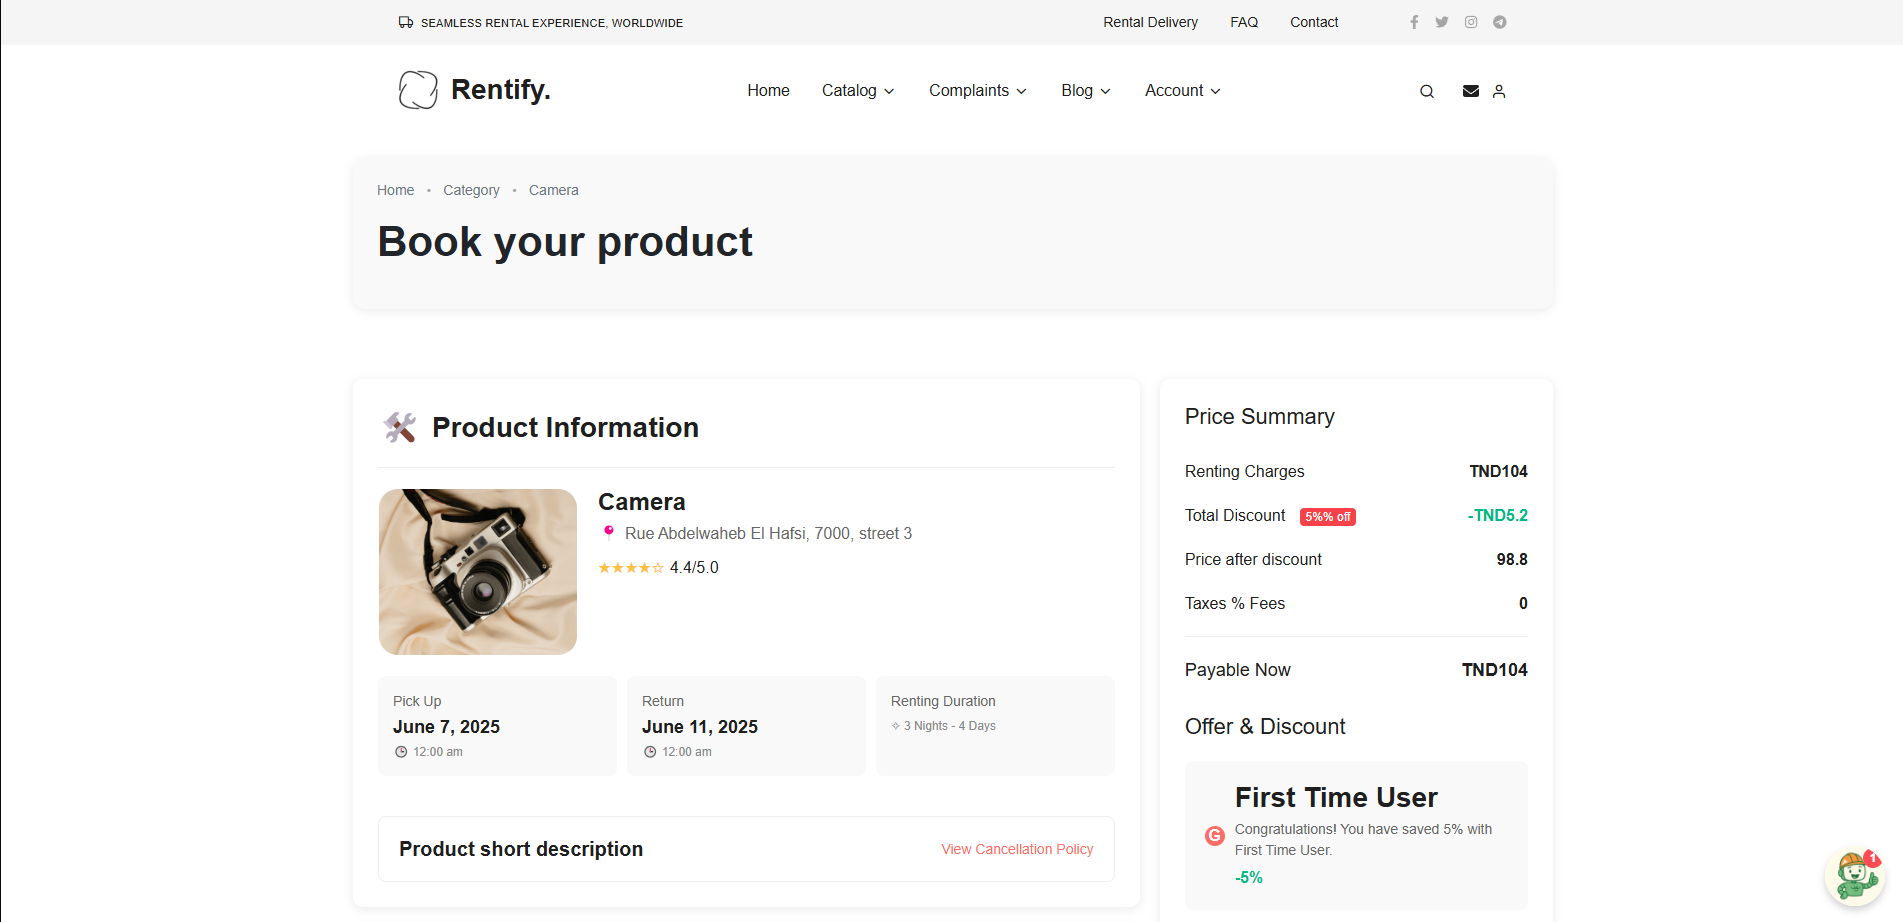 SEAMLESS RENTAL EXPERIENCE, WORLDWIDE
Rental Delivery
FAQ
Contact
Rentify.
Home
Catalog
Complaints
Blog
Account
Home • Category • Camera
Book your product
Product Information
Camera
Rue Abdelwaheb El Hafsi, 7000, street 3
★★★★☆ 4.4/5.0
Pick Up
June 7, 2025
12:00 am
Return
June 11, 2025
12:00 am
Renting Duration
✧ 3 Nights - 4 Days
Product short description
View Cancellation Policy
Price Summary
Renting Charges TND104
Total Discount 5%% off -TND5.2
Price after discount 98.8
Taxes % Fees 0
Payable Now TND104
Offer & Discount
First Time User
G
Congratulations! You have saved 5% with
First Time User.
-5%
1